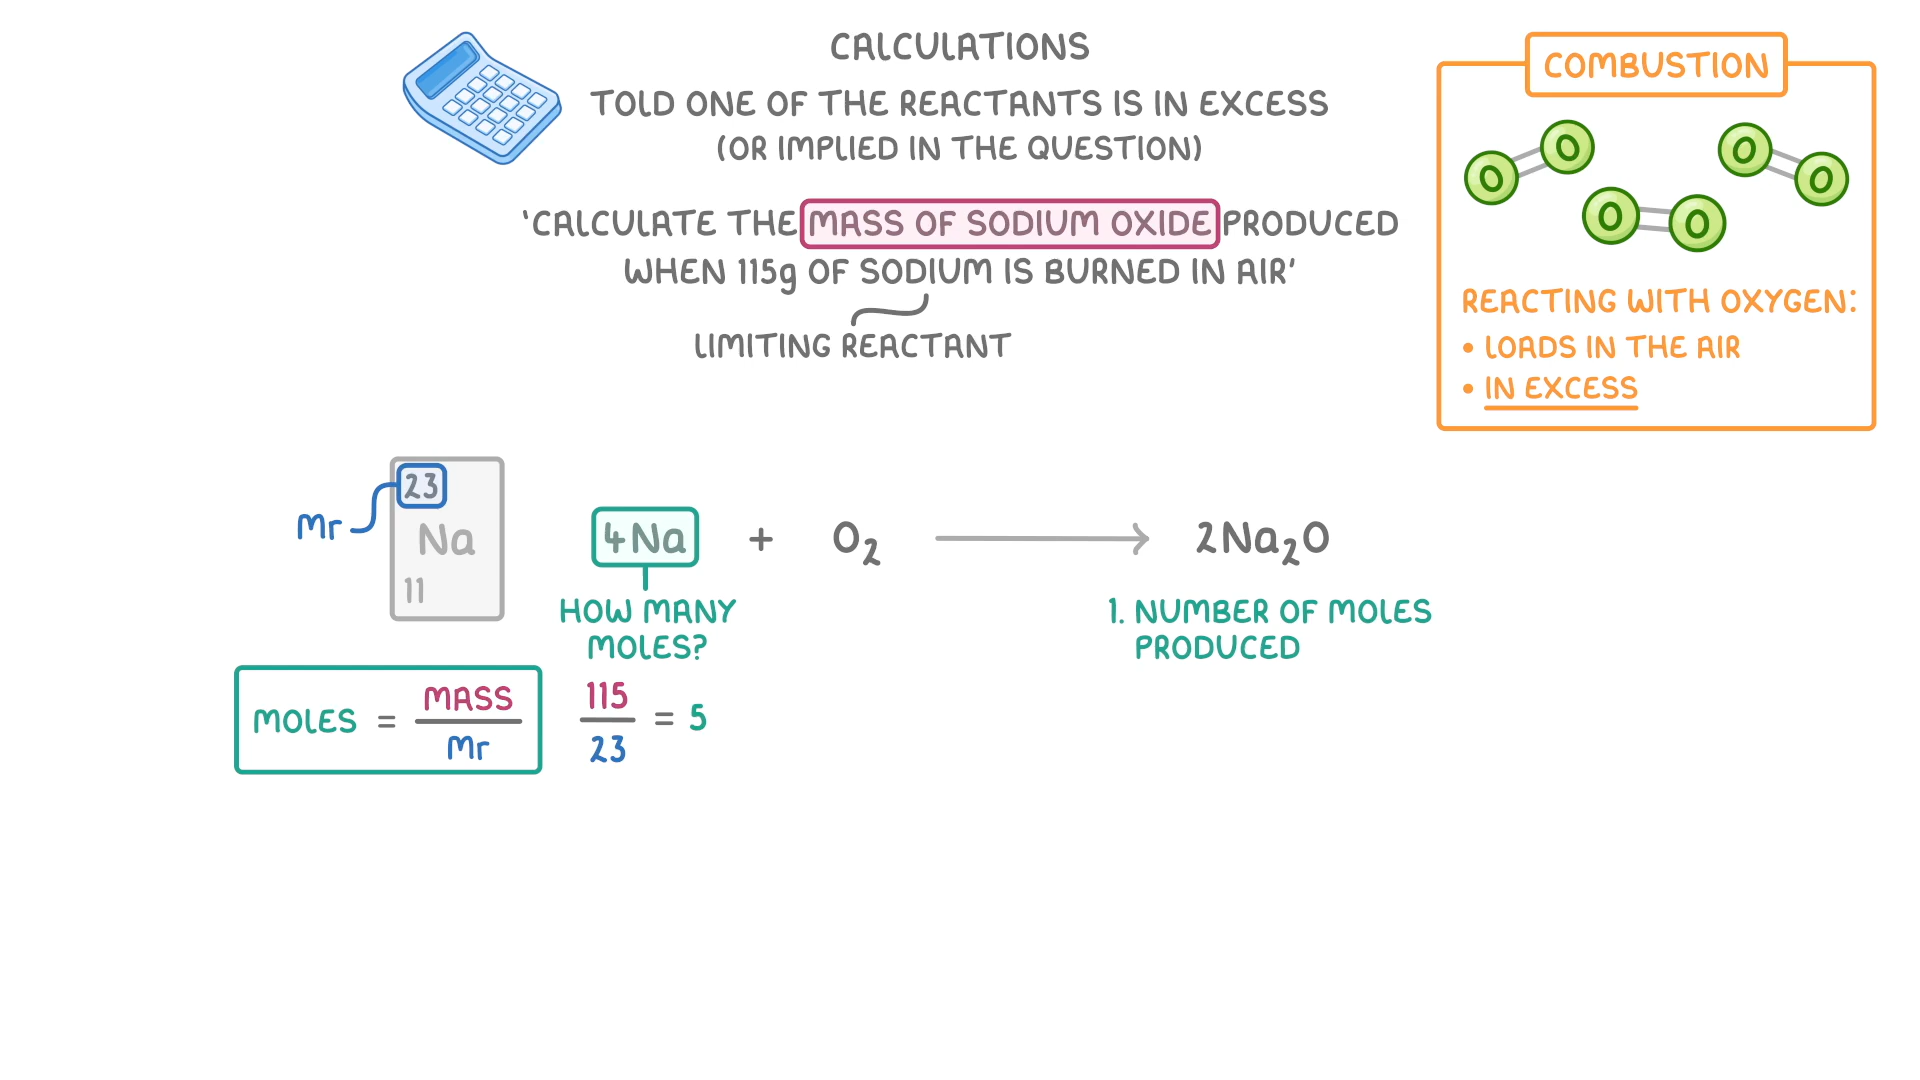 CALCULATIONS
TOLD ONE OF THE REACTANTS IS IN EXCESS
(OR IMPLIED IN THE QUESTION)
'CALCULATE THE MASS OF SODIUM OXIDE PRODUCED
WHEN 115g OF SODIUM IS BURNED IN AIR'
LIMITING REACTANT
COMBUSTION
O O
O O
O O
REACTING WITH OXYGEN:
• LOADS IN THE AIR
• IN EXCESS
Mr
23
Na
11
4Na + O₂ → 2Na₂O
HOW MANY
MOLES?
1. NUMBER OF MOLES
PRODUCED
MOLES = MASS / Mr
115 / 23 = 5